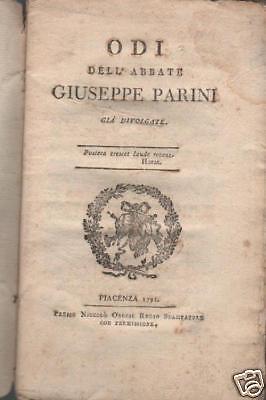 ODI
DELL' ABBATE
GIUSEPPE PARINI
GIÀ DIVOLGATE.
Postera crescet laude recens.
Horat.
PIACENZA 1791.
Presso Niccolò Orcesi Regio Stampatore
con permissione,